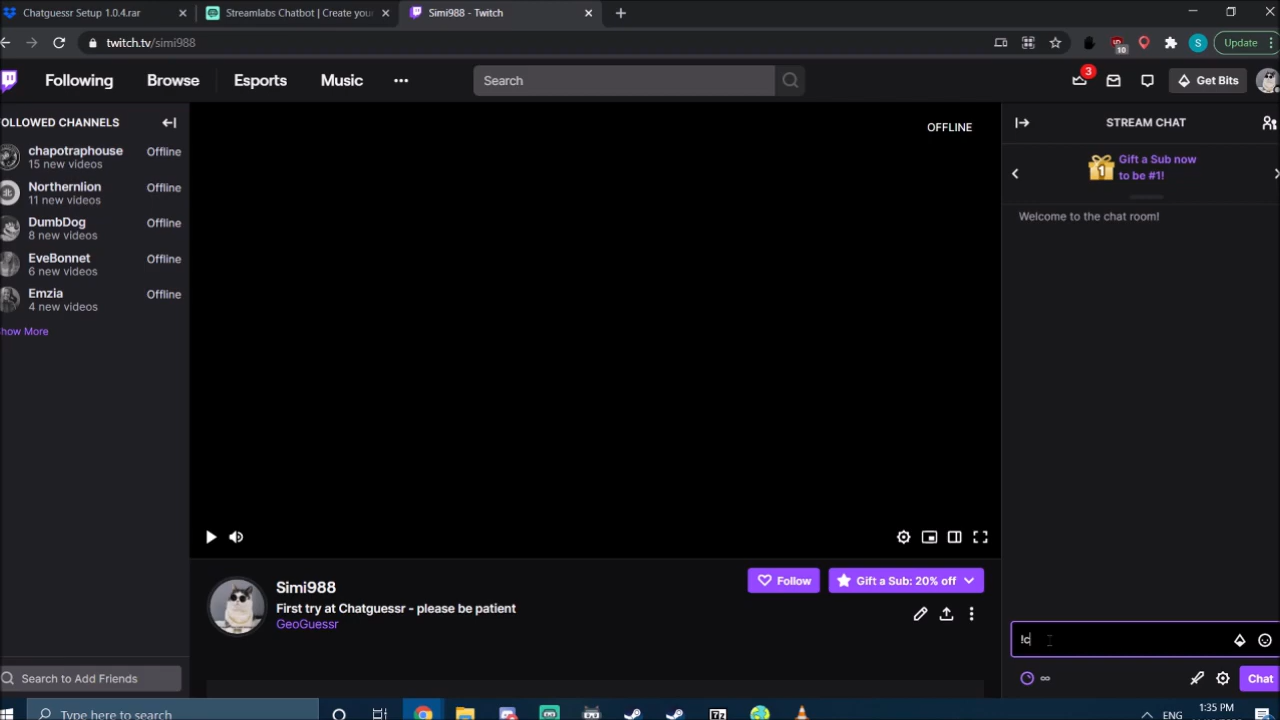 Chatguessr Setup 1.0.4.rar
Streamlabs Chatbot | Create your
Simi988 - Twitch
twitch.tv/simi988
10
S
Update
Following
Browse
Esports
Music
Search
3
Get Bits
OLLOWED CHANNELS
chapotraphouse
Offline
15 new videos
Northernlion
Offline
11 new videos
DumbDog
Offline
8 new videos
EveBonnet
Offline
6 new videos
Emzia
Offline
4 new videos
how More
OFFLINE
STREAM CHAT
1
Gift a Sub now
to be #1!
Welcome to the chat room!
Simi988
First try at Chatguessr - please be patient
GeoGuessr
Follow
Gift a Sub: 20% off
!c
Chat
Search to Add Friends
Type here to search
7z
ENG
1:35 PM